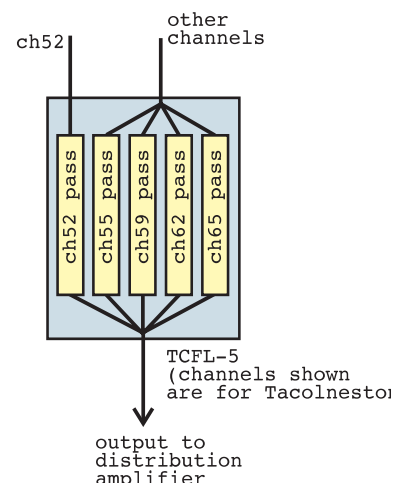 other
channels
ch52
ch52 pass
ch55 pass
ch59 pass
ch62 pass
ch65 pass
TCFL-5
(channels shown
are for Tacolnesto
output to
distribution
amplifier